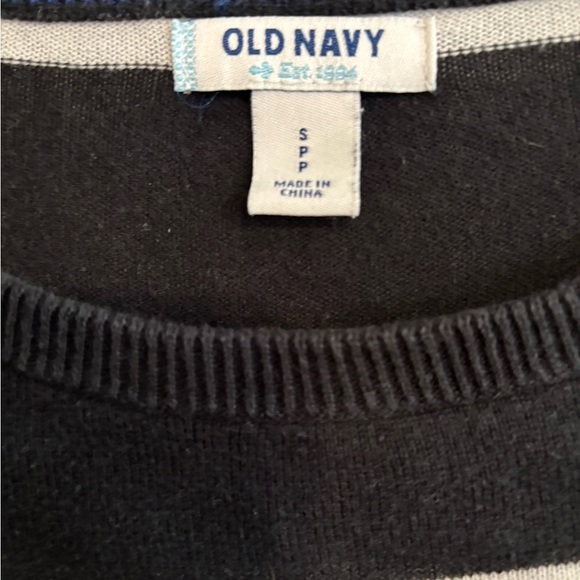 OLD NAVY
Est 1994
S
P
P
MADE IN
CHINA